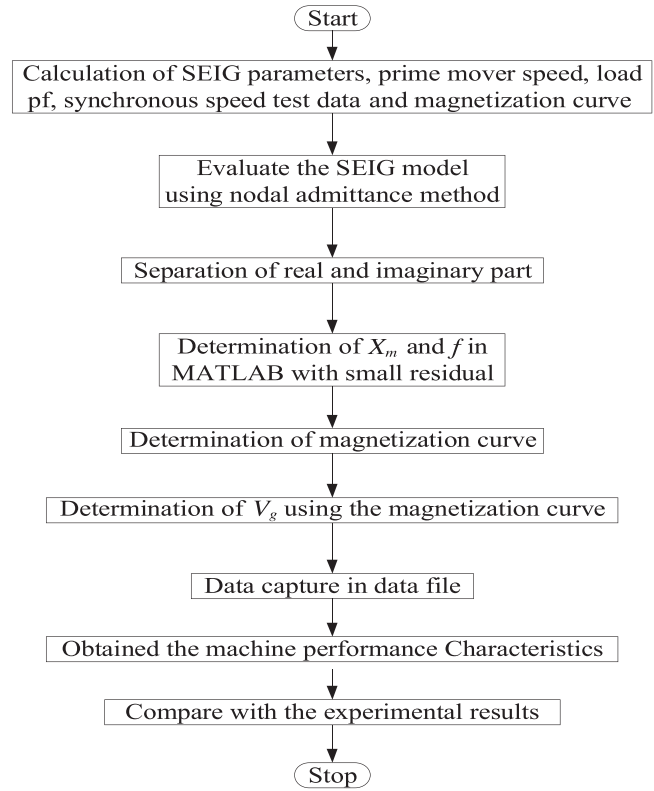 Start
Calculation of SEIG parameters, prime mover speed, load
pf, synchronous speed test data and magnetization curve
Evaluate the SEIG model
using nodal admittance method
Separation of real and imaginary part
Determination of Xm and f in
MATLAB with small residual
Determination of magnetization curve
Determination of Vg using the magnetization curve
Data capture in data file
Obtained the machine performance Characteristics
Compare with the experimental results
Stop